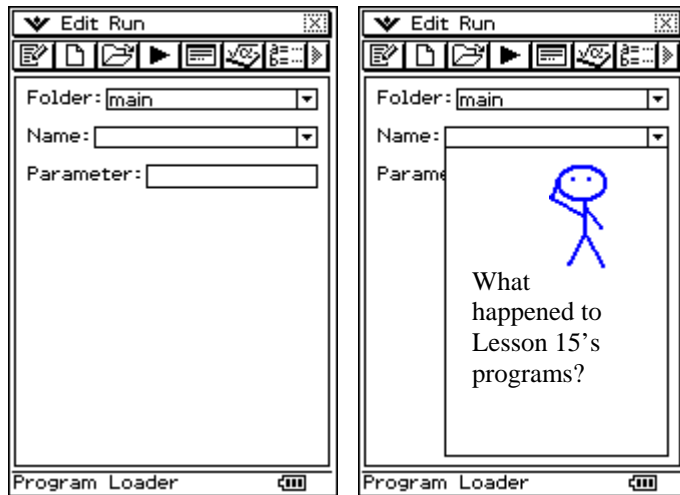 Edit Run
Folder: main
Name:
Parameter:
Program Loader
Edit Run
Folder: main
Name:
Parame
What
happened to
Lesson 15's
programs?
Program Loader